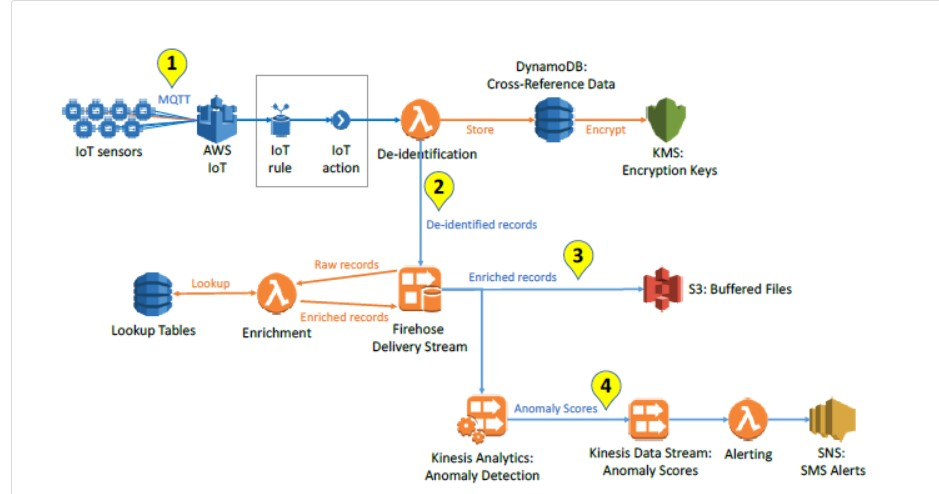 1
MQTT
IoT sensors
AWS
IoT
IoT
rule
IoT
action
De-identification
Store
DynamoDB:
Cross-Reference Data
Encrypt
KMS:
Encryption Keys
2
De-identified records
Lookup Tables
Lookup
Enrichment
Raw records
Enriched records
Firehose
Delivery Stream
Enriched records
3
S3: Buffered Files
Kinesis Analytics:
Anomaly Detection
Anomaly Scores
4
Kinesis Data Stream:
Anomaly Scores
Alerting
SNS:
SMS Alerts